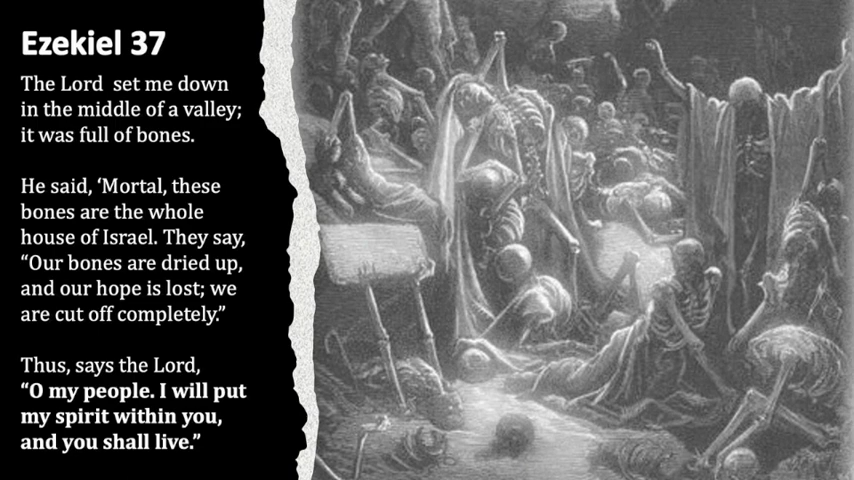 Ezekiel 37
The Lord  set me down
in the middle of a valley;
it was full of bones.
He said, ‘Mortal, these
bones are the whole
house of Israel. They say,
“Our bones are dried up,
and our hope is lost; we
are cut off completely.”
Thus, says the Lord,
“O my people. I will put
my spirit within you,
and you shall live.”